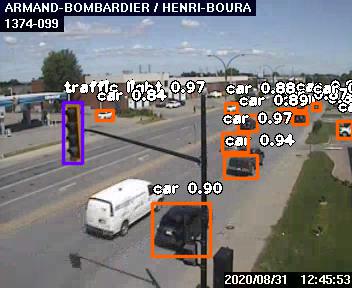 ARMAND-BOMBARDIER / HENRI-BOURA
1374-099
traffic light 0.97
car 0.84
car 0.88
car 0.89
car 0.97
car 0.94
car 0.90
2020/08/31 12:45:53